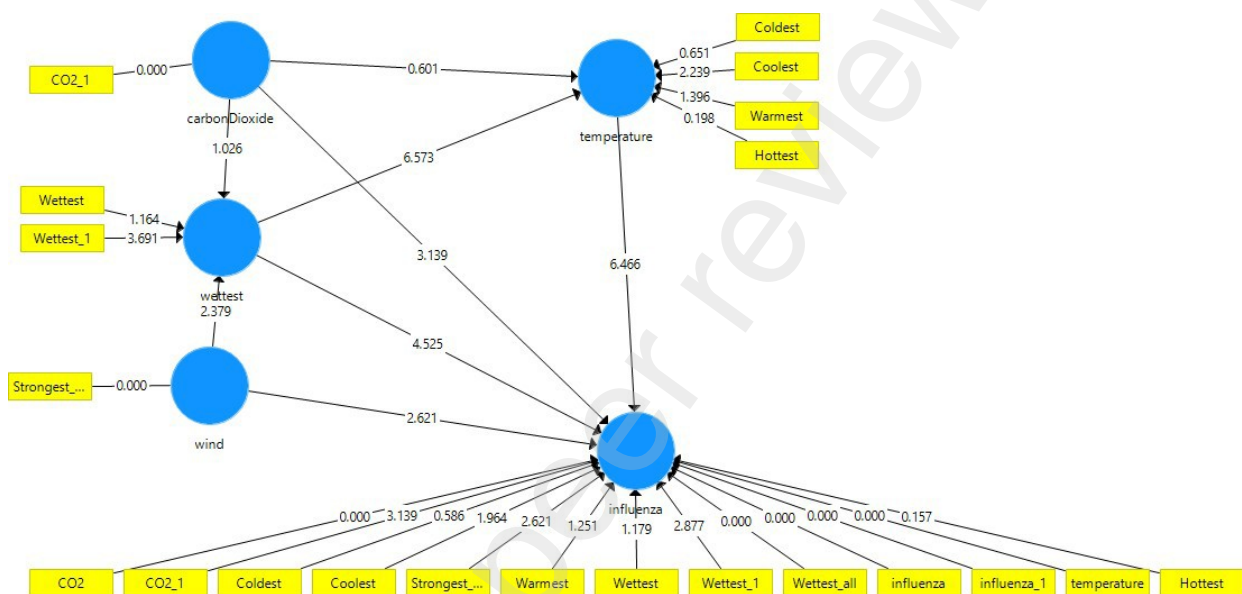 Coldest
0.651
CO2_1
0.000
0.601
2.239
Coolest
carbonDioxide
temperature
1.396
Warmest
0.198
Hottest
1.026
6.573
Wettest
1.164
Wettest_1
3.691
3.139
6.466
wettest
2.379
4.525
Strongest_...
0.000
2.621
wind
influenza
0.000
3.139
0.586
1.964
2.621
1.251
1.179
2.877
0.000
0.000
0.000
0.000
0.157
CO2
CO2_1
Coldest
Coolest
Strongest_...
Warmest
Wettest
Wettest_1
Wettest_all
influenza
influenza_1
temperature
Hottest
peer review